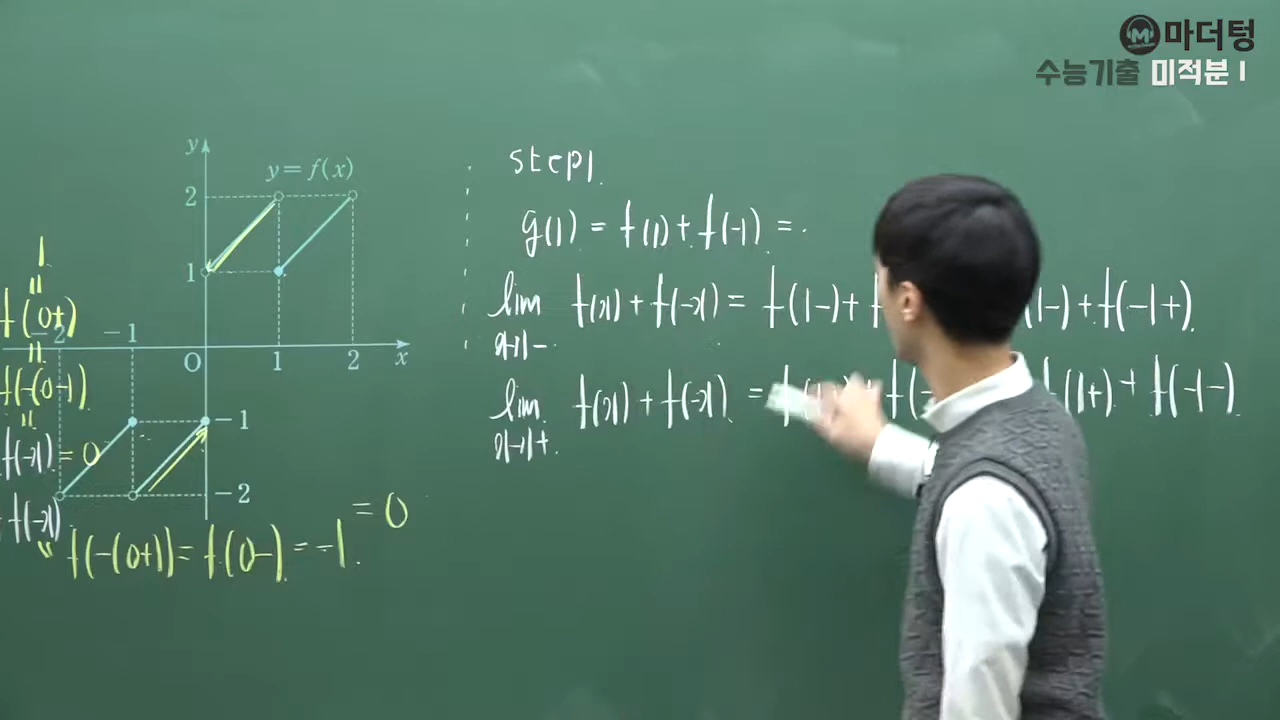 마더텅
수능기출 미적분 I
y
y=f(x)
2
1
-2 -1 O 1 2 x
-1
-2
1
"
f(0+)
"
f(-(0-))
"
f(-x) = 0
+ f(-x)
" f(-(0+)) = f(0-) = -1.
= 0
step1.
g(1) = f(1) + f(-1) =
lim x→1- f(x) + f(-x) = f(1-) + f(-1+).
lim x→1+ f(x) + f(-x) = f(1+) + f(-1-)